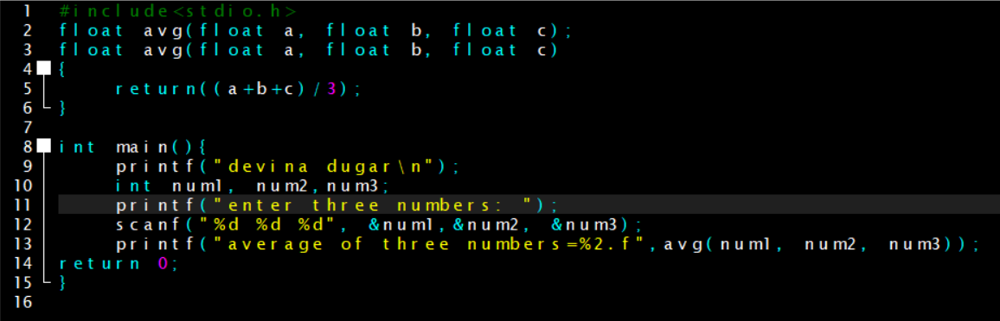 1 #include<stdio.h>
2 float avg(float a, float b, float c);
3 float avg(float a, float b, float c)
4 {
5 return((a+b+c)/3);
6 }
7
8 int main(){
9 printf("devina dugar\n");
10 int num1, num2,num3;
11 printf("enter three numbers: ");
12 scanf("%d %d %d", &num1,&num2, &num3);
13 printf("average of three numbers=%2.f",avg(num1, num2, num3));
14 return 0;
15 }
16